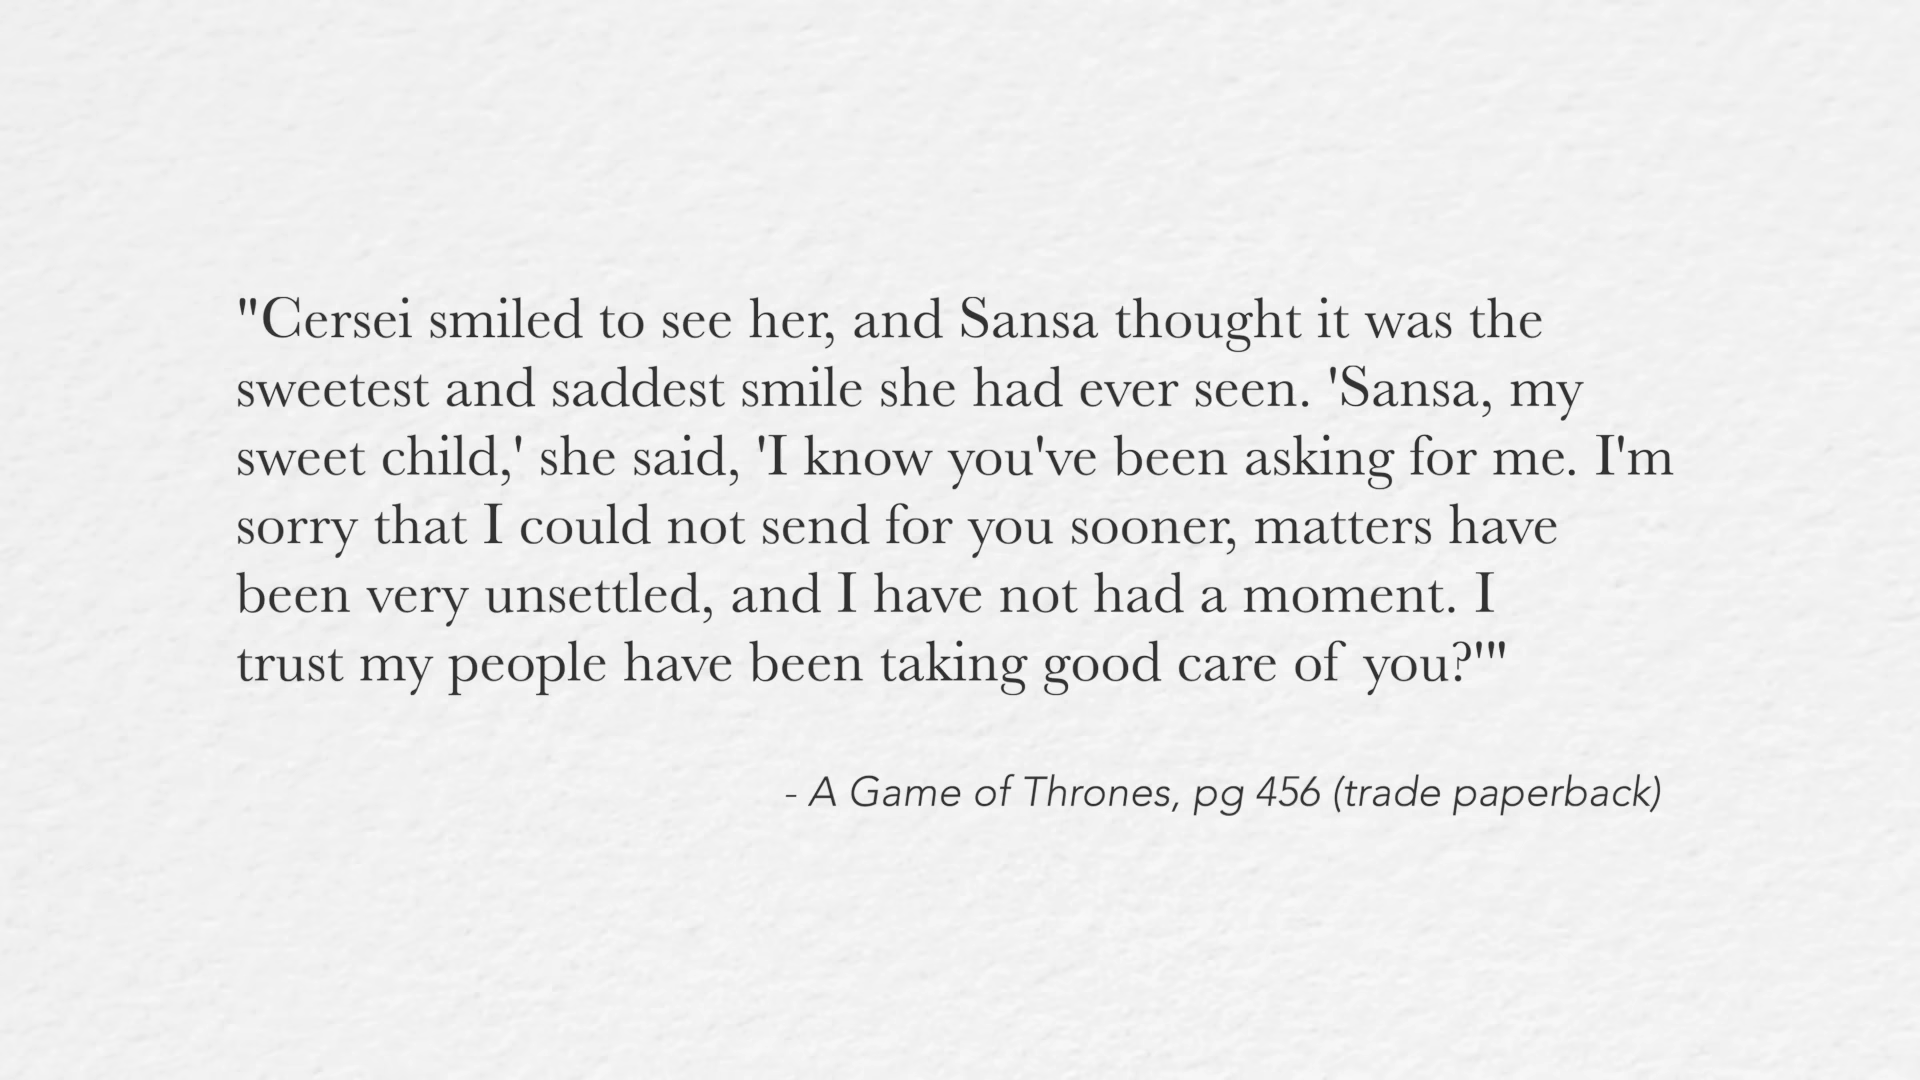 "Cersei smiled to see her, and Sansa thought it was the
sweetest and saddest smile she had ever seen. 'Sansa, my
sweet child,' she said, 'I know you've been asking for me. I'm
sorry that I could not send for you sooner, matters have
been very unsettled, and I have not had a moment. I
trust my people have been taking good care of you?'"
- A Game of Thrones, pg 456 (trade paperback)